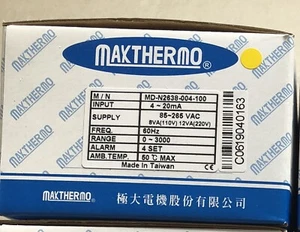 MAXTHERMO ®
M / N MD-N2638-004-100
INPUT 4 ~ 20mA
SUPPLY 85~265 VAC
8VA(110V) 12VA(220V)
FREQ. 60Hz
RANGE 0 ~ 3000
ALARM 4 SET
AMB.TEMP. 50℃ MAX
Made In Taiwan
C0619040163
MAXTHERMO 極大電機股份有限公司